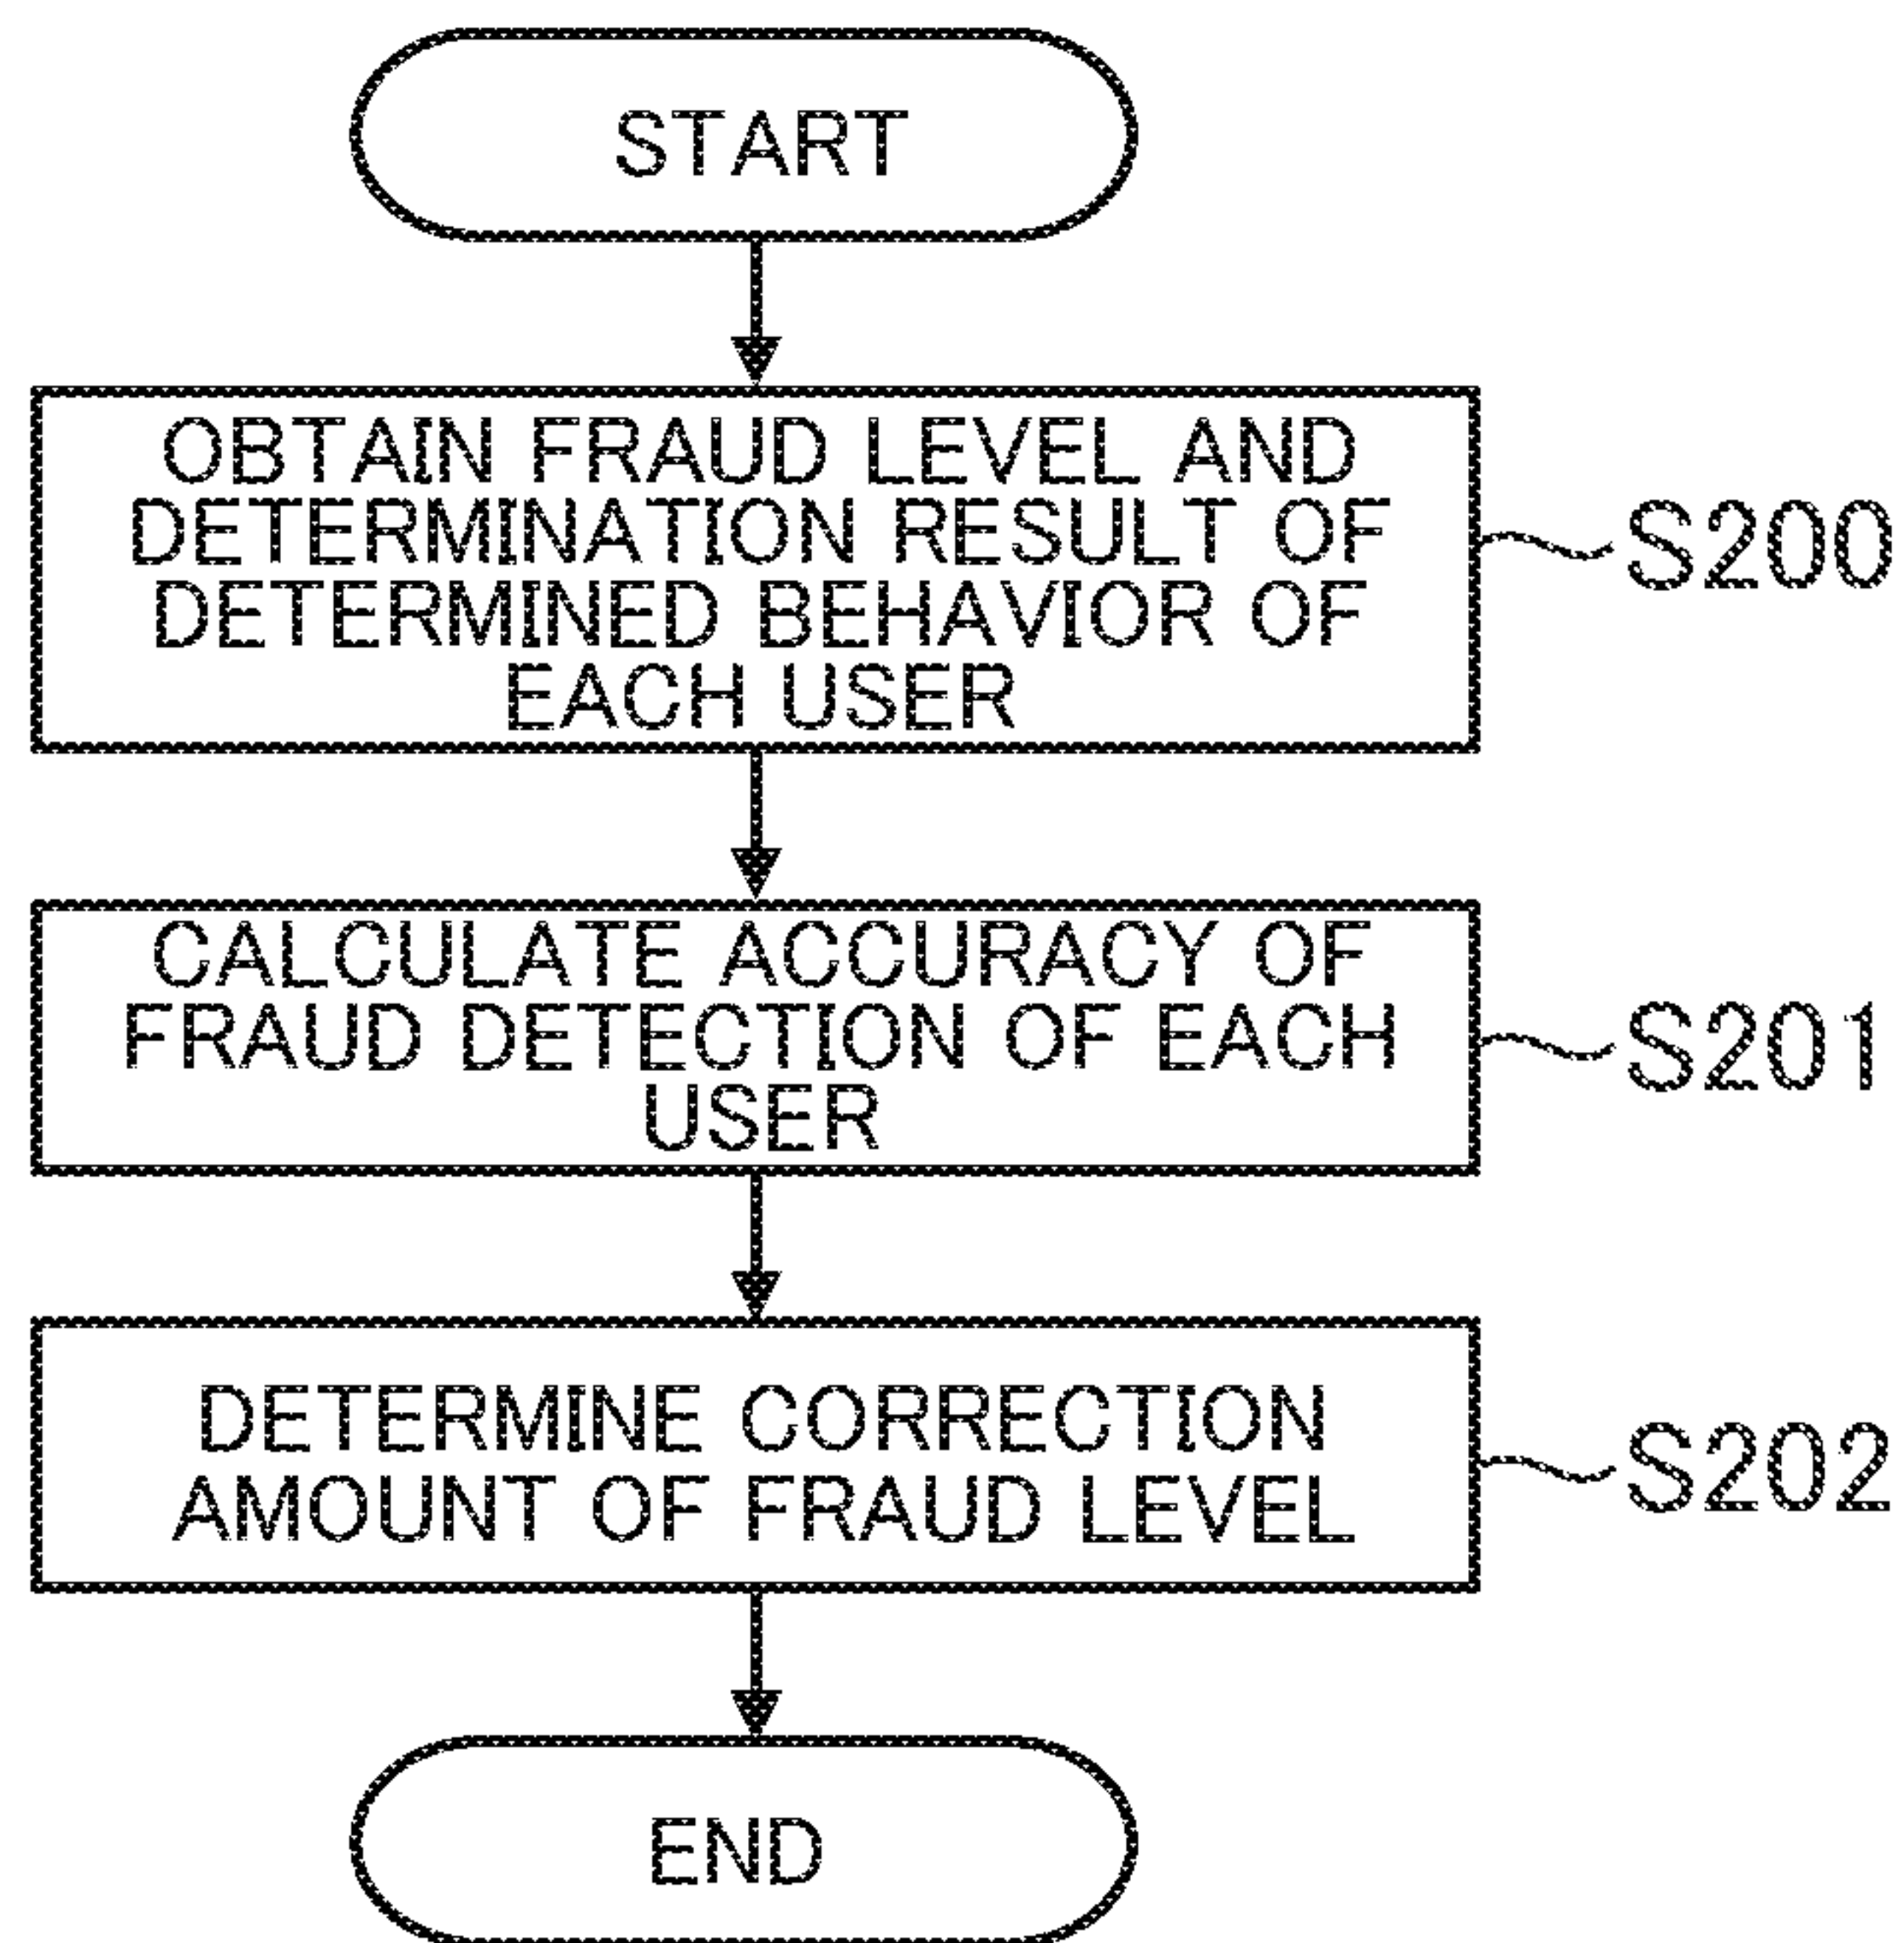 START
OBTAIN FRAUD LEVEL AND
DETERMINATION RESULT OF
DETERMINED BEHAVIOR OF
EACH USER
S200
CALCULATE ACCURACY OF
FRAUD DETECTION OF EACH
USER
S201
DETERMINE CORRECTION
AMOUNT OF FRAUD LEVEL
S202
END